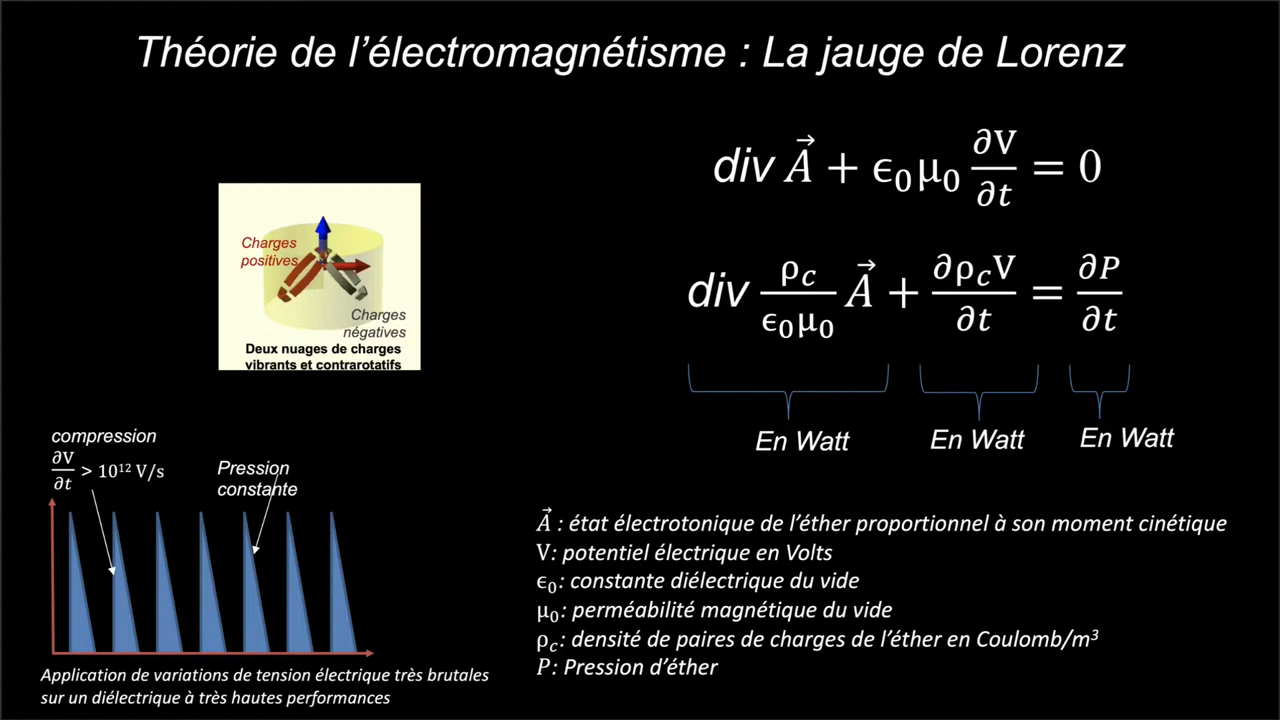 Théorie de l’électromagnétisme : La jauge de Lorenz
div A⃗ + ϵ₀μ₀ ∂V/∂t = 0
div ρ꜀/ϵ₀μ₀ A⃗ + ∂ρ꜀V/∂t = ∂P/∂t
En Watt En Watt En Watt
Charges
positives
Charges
négatives
Deux nuages de charges
vibrants et contrarotatifs
compression
∂V/∂t > 10¹² V/s
Pression
constante
Application de variations de tension électrique très brutales
sur un diélectrique à très hautes performances
A⃗ : état électrotonique de l’éther proportionnel à son moment cinétique
V: potentiel électrique en Volts
ϵ₀: constante diélectrique du vide
μ₀: perméabilité magnétique du vide
ρ꜀: densité de paires de charges de l’éther en Coulomb/m³
P: Pression d’éther